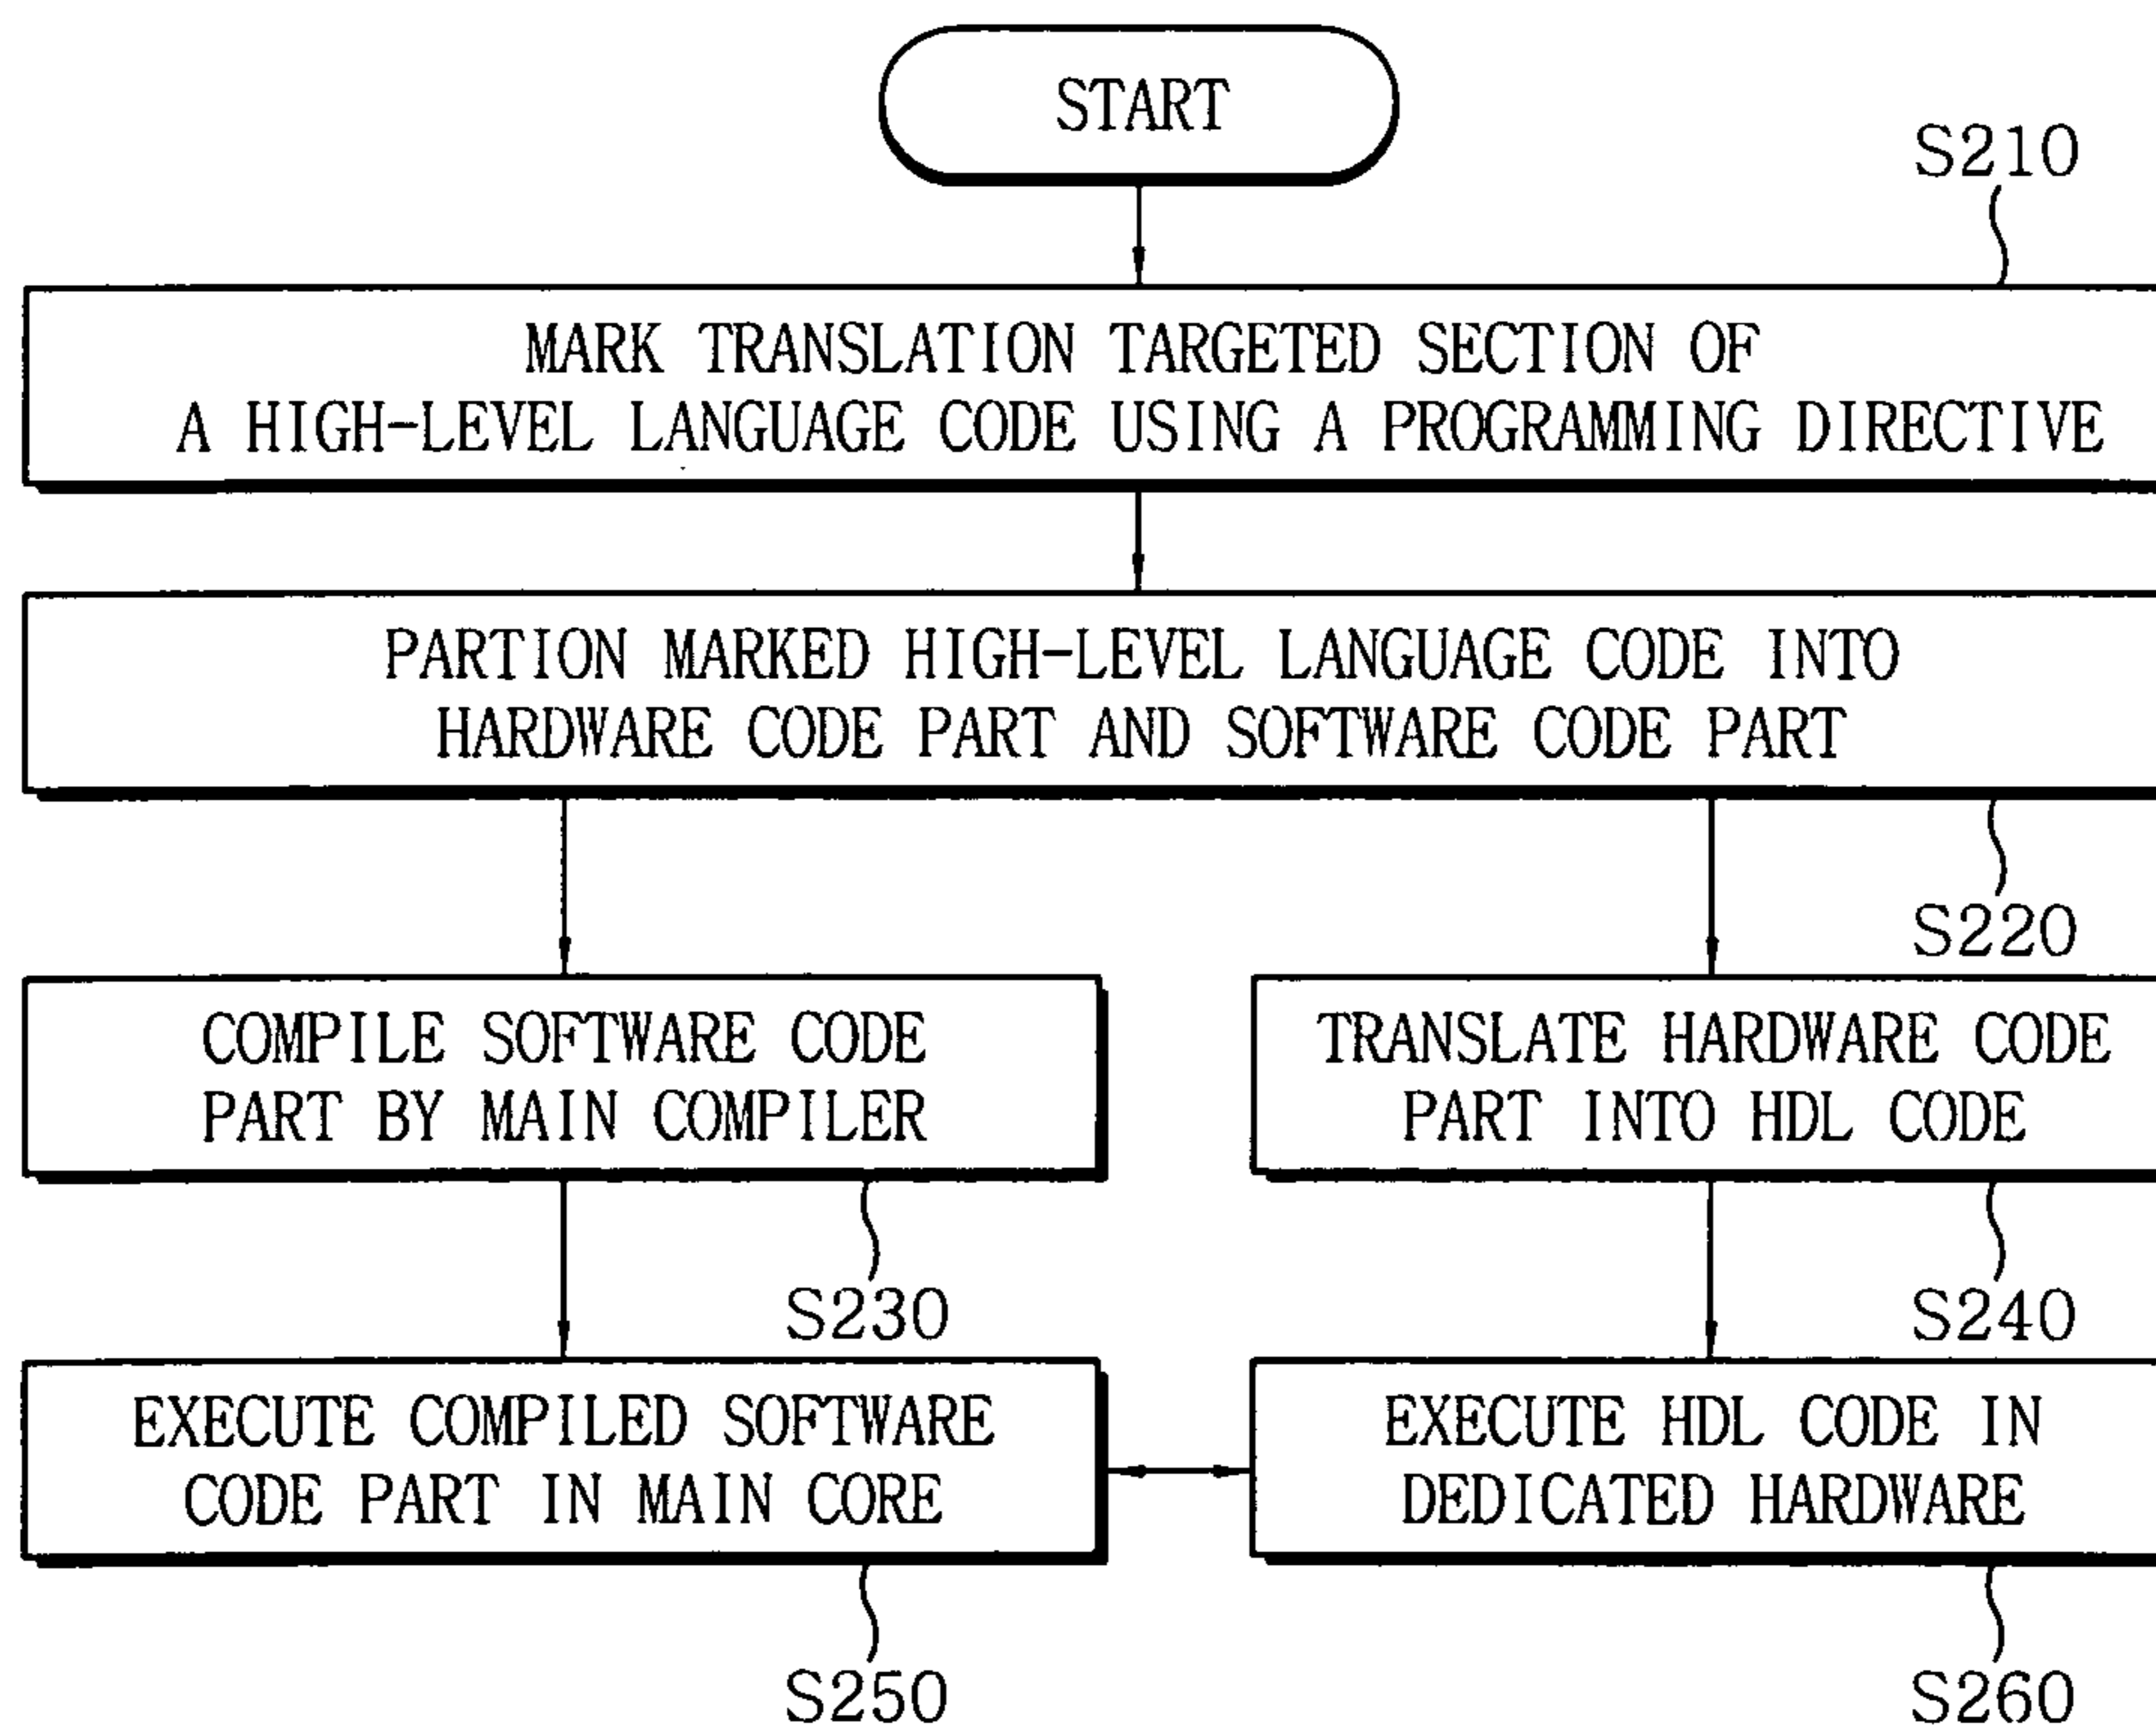 START
S210
MARK TRANSLATION TARGETED SECTION OF
A HIGH-LEVEL LANGUAGE CODE USING A PROGRAMMING DIRECTIVE
PARTION MARKED HIGH-LEVEL LANGUAGE CODE INTO
HARDWARE CODE PART AND SOFTWARE CODE PART
S220
COMPILE SOFTWARE CODE
PART BY MAIN COMPILER
S230
TRANSLATE HARDWARE CODE
PART INTO HDL CODE
S240
EXECUTE COMPILED SOFTWARE
CODE PART IN MAIN CORE
S250
EXECUTE HDL CODE IN
DEDICATED HARDWARE
S260